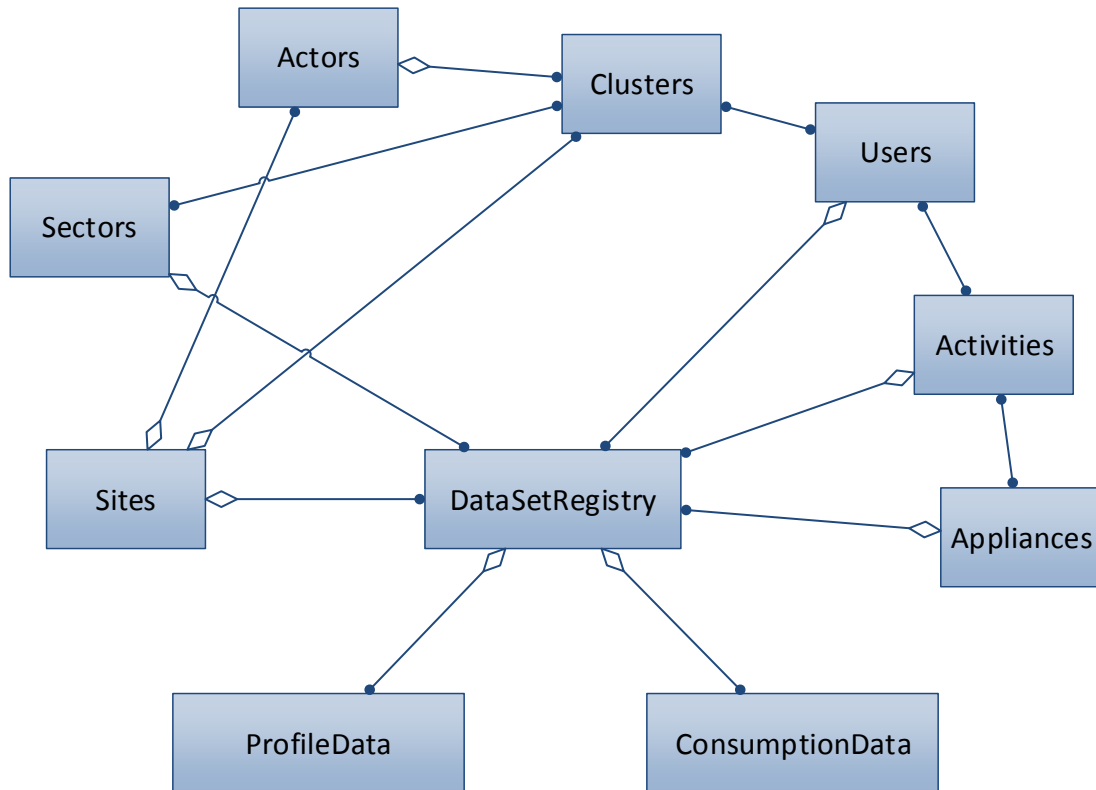 Actors
Clusters
Users
Sectors
Activities
Sites
DataSetRegistry
Appliances
ProfileData
ConsumptionData